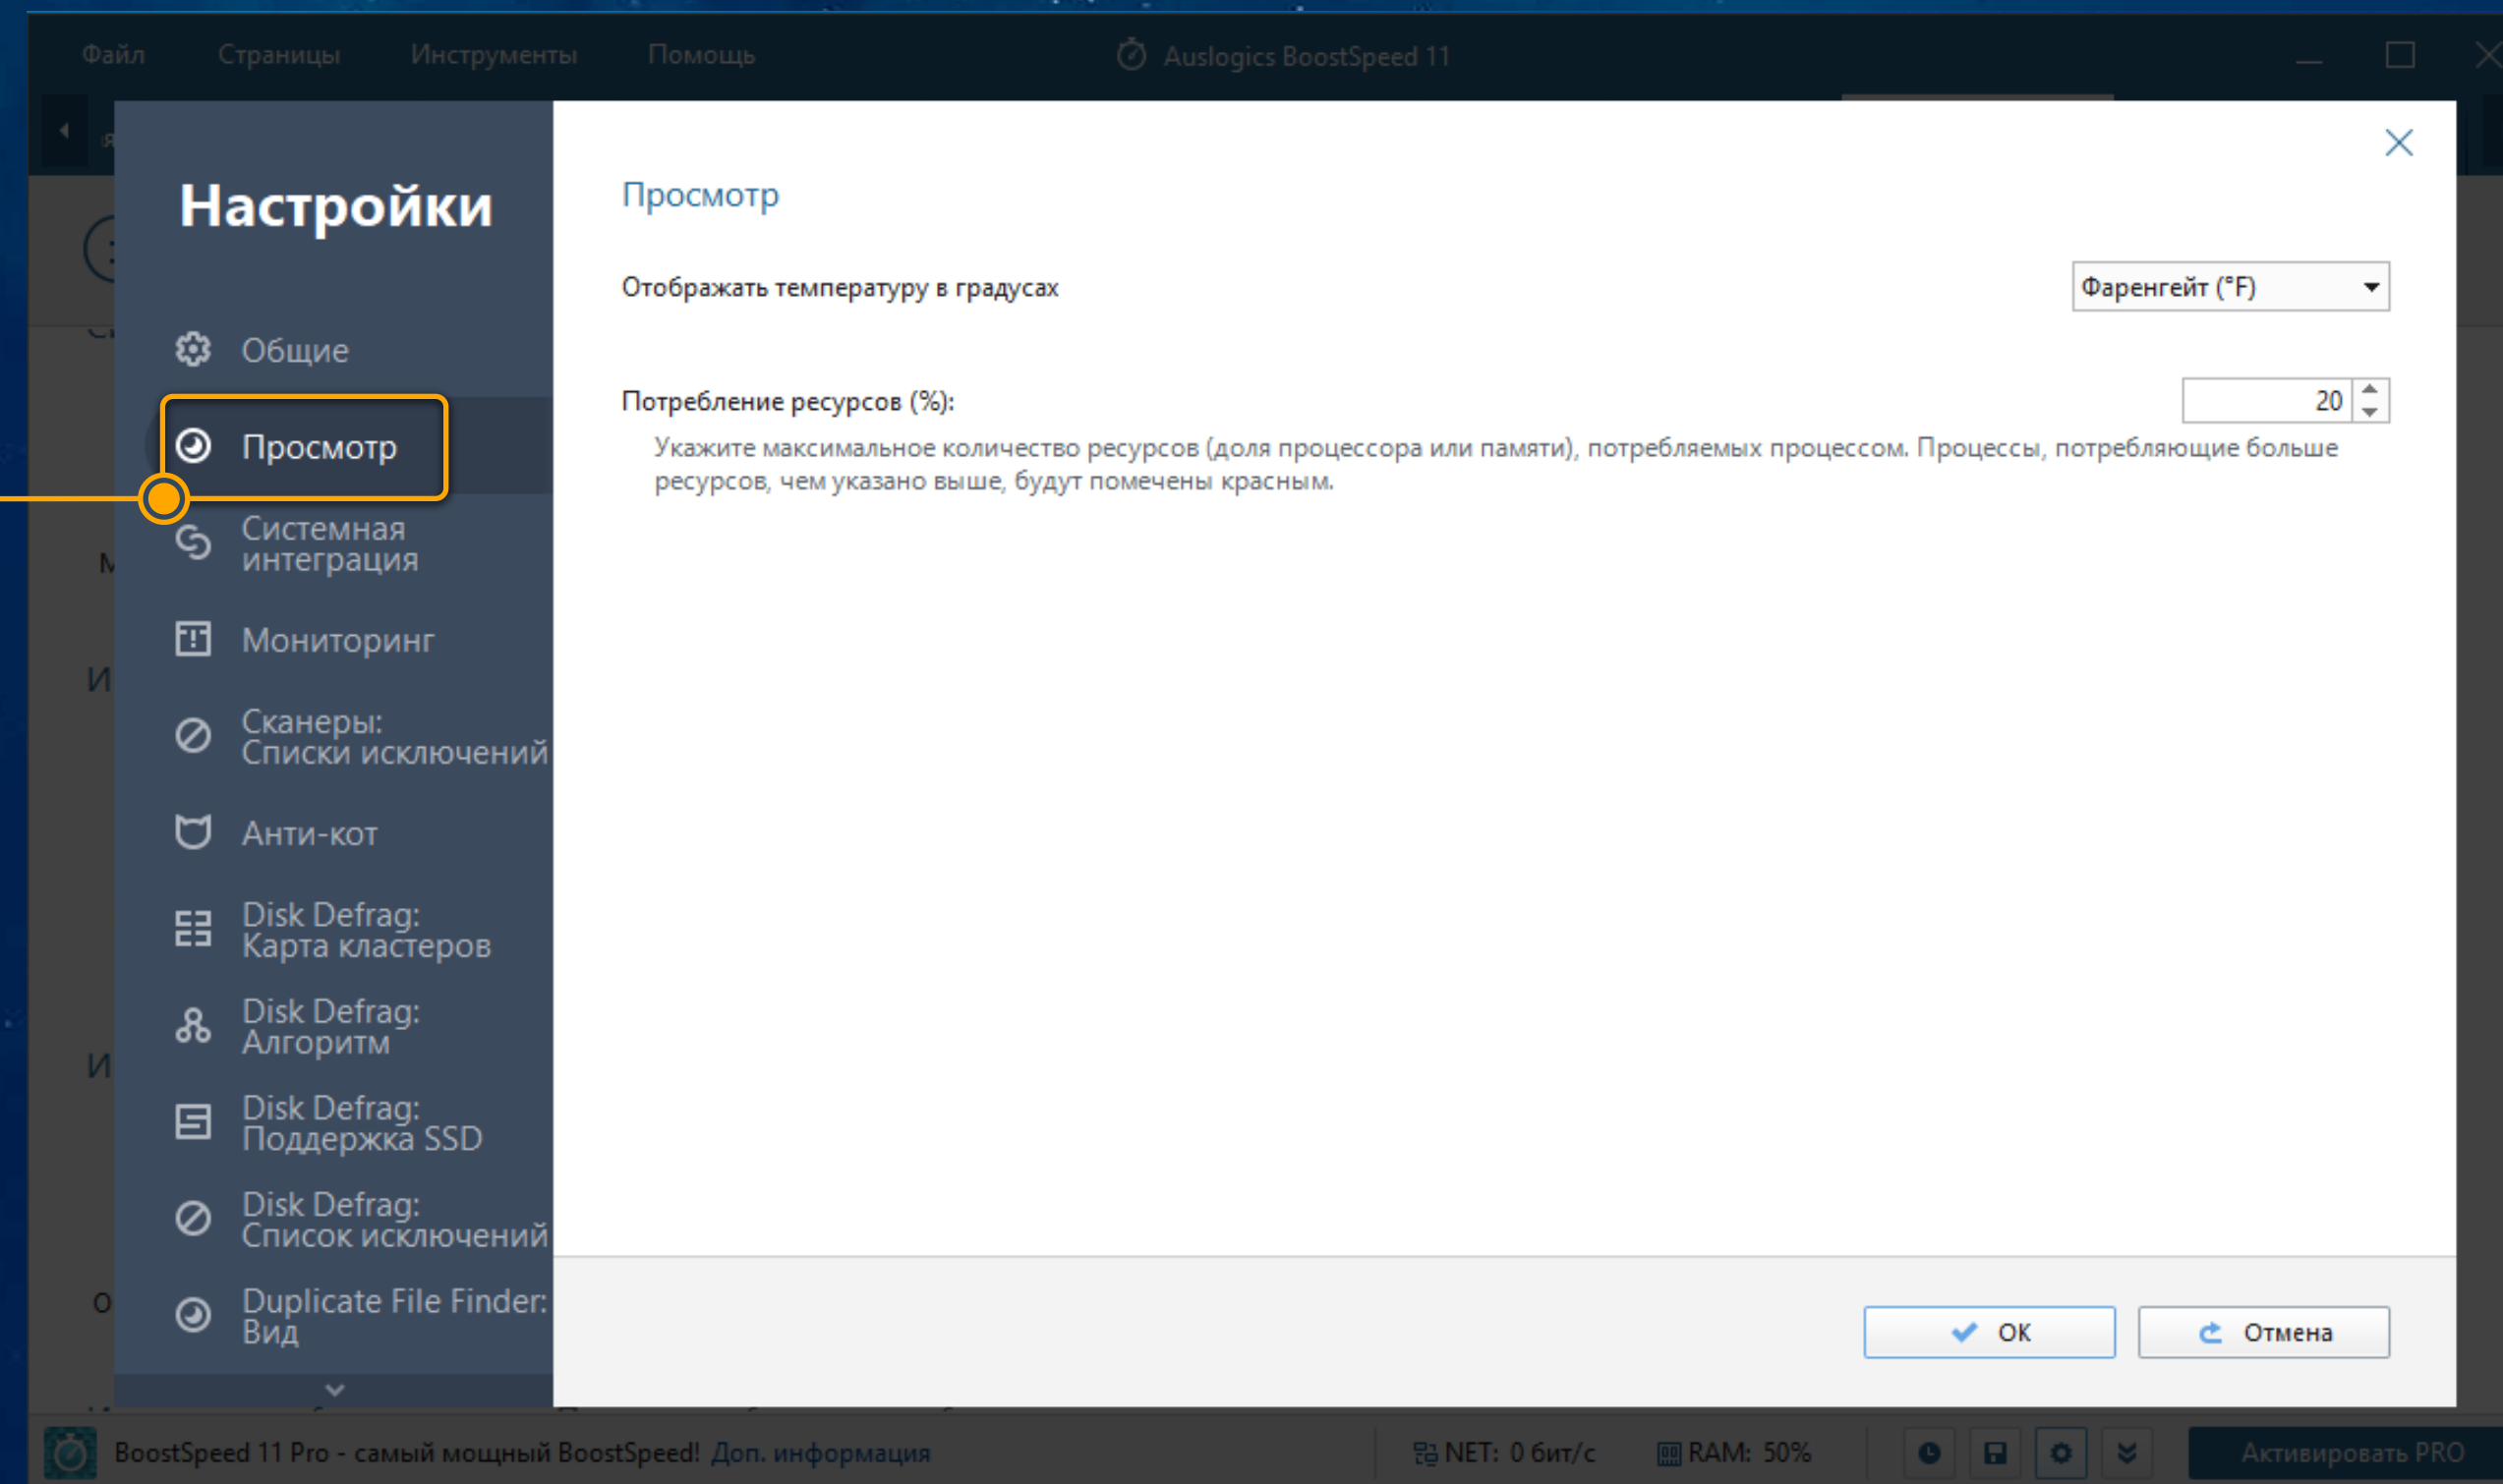 Файл Страницы Инструменты Помощь Auslogics BoostSpeed 11
Настройки
Общие
Просмотр
Системная
интеграция
Мониторинг
Сканеры:
Списки исключений
Анти-кот
Disk Defrag:
Карта кластеров
Disk Defrag:
Алгоритм
Disk Defrag:
Поддержка SSD
Disk Defrag:
Список исключений
Duplicate File Finder:
Вид
Просмотр
Отображать температуру в градусах Фаренгейт (°F)
Потребление ресурсов (%): 20
Укажите максимальное количество ресурсов (доля процессора или памяти), потребляемых процессом. Процессы, потребляющие больше
ресурсов, чем указано выше, будут помечены красным.
ОК Отмена
BoostSpeed 11 Pro - самый мощный BoostSpeed! Доп. информация NET: 0 бит/с RAM: 50% Активировать PRO